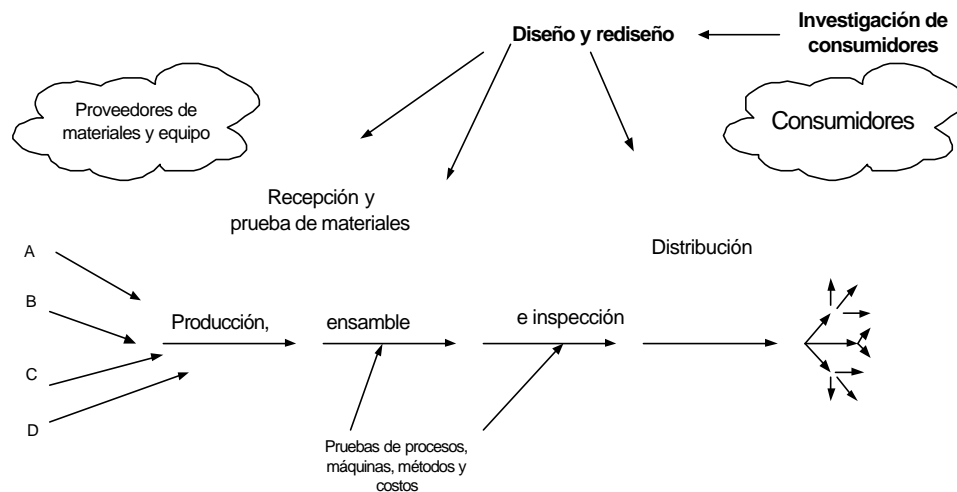 Diseño y rediseño
Investigación de
consumidores
Proveedores de
materiales y equipo
Consumidores
Recepción y
prueba de materiales
Distribución
A
B
C
D
Producción,
ensamble
e inspección
Pruebas de procesos,
máquinas, métodos y
costos